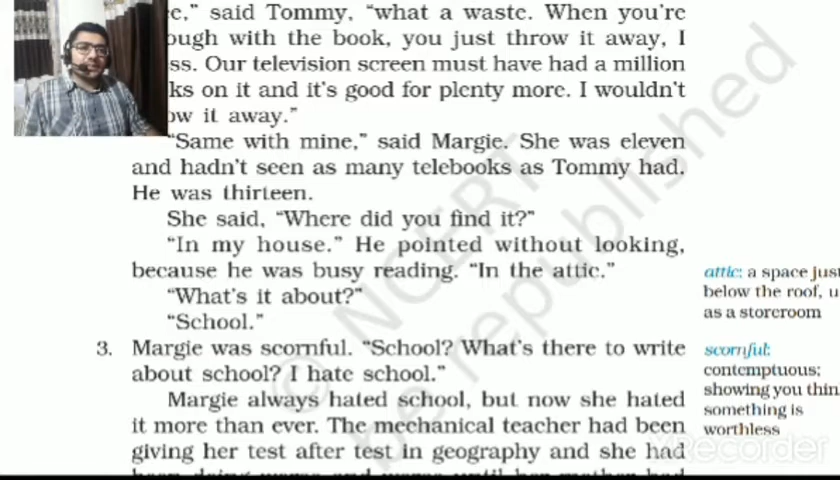 said Tommy, “what a waste. When you're
with the book, you just throw it away, I
Our television screen must have had a million
on it and it's good for plenty more. I wouldn't
it away.”
“Same with mine,” said Margie. She was eleven
and hadn't seen as many telebooks as Tommy had.
He was thirteen.
She said, “Where did you find it?”
“In my house.” He pointed without looking,
because he was busy reading. “In the attic.”
“What's it about?”
“School.”
3. Margie was scornful. “School? What's there to write
about school? I hate school.”
Margie always hated school, but now she hated
it more than ever. The mechanical teacher had been
giving her test after test in geography and she had
attic: a space just
below the roof,
as a storeroom
scornful:
contemptuous;
showing you
something is
worthless
© NCERT
be republished
XRecorder